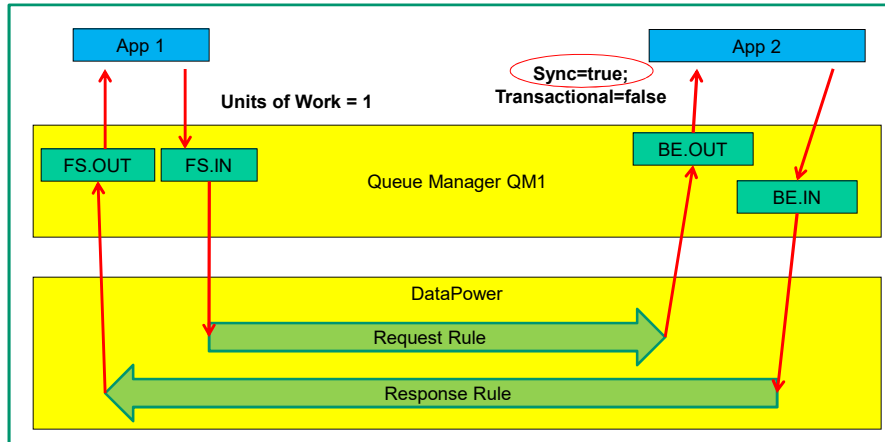 App 1
App 2
Sync=true;
Transactional=false
Units of Work = 1
FS.OUT
FS.IN
BE.OUT
Queue Manager QM1
BE.IN
DataPower
Request Rule
Response Rule